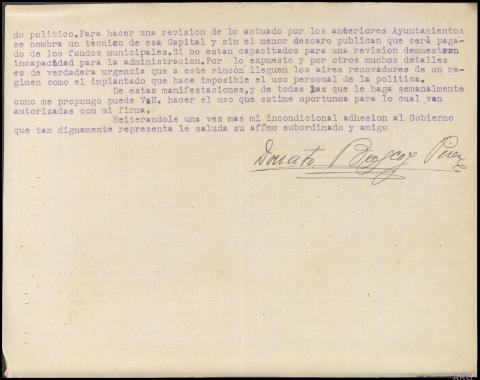 do politico.Para hacer una revision de lo actuado por los anteriores Ayuntamientos
se nombra un técnico de esa Capital y sin el menor descaro publican que será paga-
do de los fondos municipales.Si no estan capacitados para una revision demuestran
incapacidad para la administracion.Por lo expuesto y por otros muchos detalles
es de verdadera urgencia que a este rincón lleguen los aires renovadores de un re-
gimen como el implantado que hace imposible el uso personal de la politica.
De estas manifestaciones,y de todas las que le haga semanalmente
como me propongo puede V.E. hacer el uso que estime oportuno para lo cual van
autorizadas con mi firma.
Reiterandole una vez mas mi incondicional adhesion al Gobierno
que tan dignamente representa le saluda su affmo subordinado y amigo
Donato